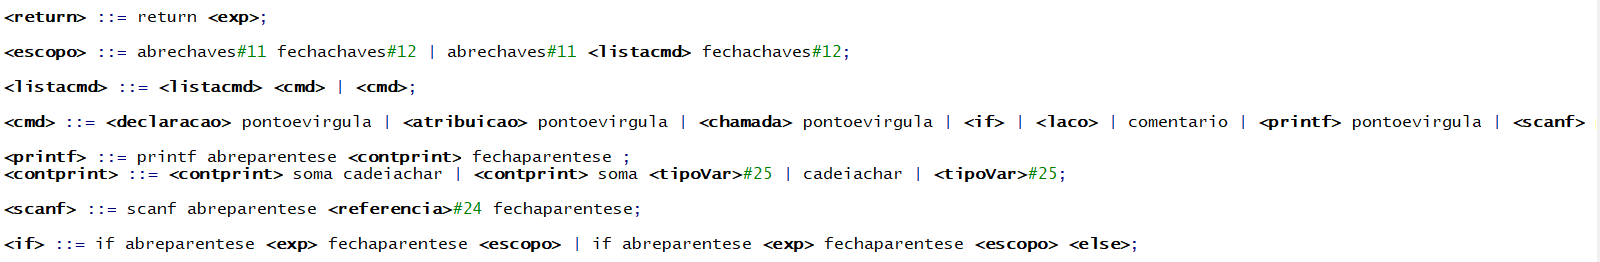 <return> ::= return <exp>;
<escopo> ::= abrechaves#11 fechachaves#12 | abrechaves#11 <listacmd> fechachaves#12;
<listacmd> ::= <listacmd> <cmd> | <cmd>;
<cmd> ::= <declaracao> pontoevirgula | <atribuicao> pontoevirgula | <chamada> pontoevirgula | <if> | <laco> | comentario | <printf> pontoevirgula | <scanf>
<printf> ::= printf abreparentese <contprint> fechaparentese ;
<contprint> ::= <contprint> soma cadeiachar | <contprint> soma <tipoVar>#25 | cadeiachar | <tipoVar>#25;
<scanf> ::= scanf abreparentese <referencia>#24 fechaparentese;
<if> ::= if abreparentese <exp> fechaparentese <escopo> | if abreparentese <exp> fechaparentese <escopo> <else>;